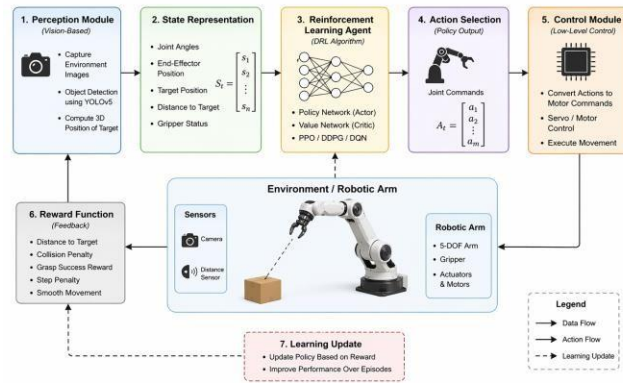 1. Perception Module
(Vision-Based)
• Capture
Environment
Images
• Object Detection
using YOLOv5
• Compute 3D
Position of Target
2. State Representation
• Joint Angles
• End-Effector
Position
• Target Position
• Distance to Target
• Gripper Status
S_t = [s_1
s_2
⋮
s_n]
3. Reinforcement
Learning Agent
(DRL Algorithm)
• Policy Network (Actor)
• Value Network (Critic)
• PPO / DDPG / DQN
4. Action Selection
(Policy Output)
Joint Commands
A_t = [a_1
a_2
⋮
a_m]
5. Control Module
(Low-Level Control)
• Convert Actions to
Motor Commands
• Servo / Motor
Control
• Execute Movement
6. Reward Function
(Feedback)
• Distance to Target
• Collision Penalty
• Grasp Success Reward
• Step Penalty
• Smooth Movement
Environment / Robotic Arm
Sensors
Camera
Distance
Sensor
Robotic Arm
• 5-DOF Arm
• Gripper
• Actuators
& Motors
7. Learning Update
• Update Policy Based on Reward
• Improve Performance Over Episodes
Legend
Data Flow
Action Flow
Learning Update